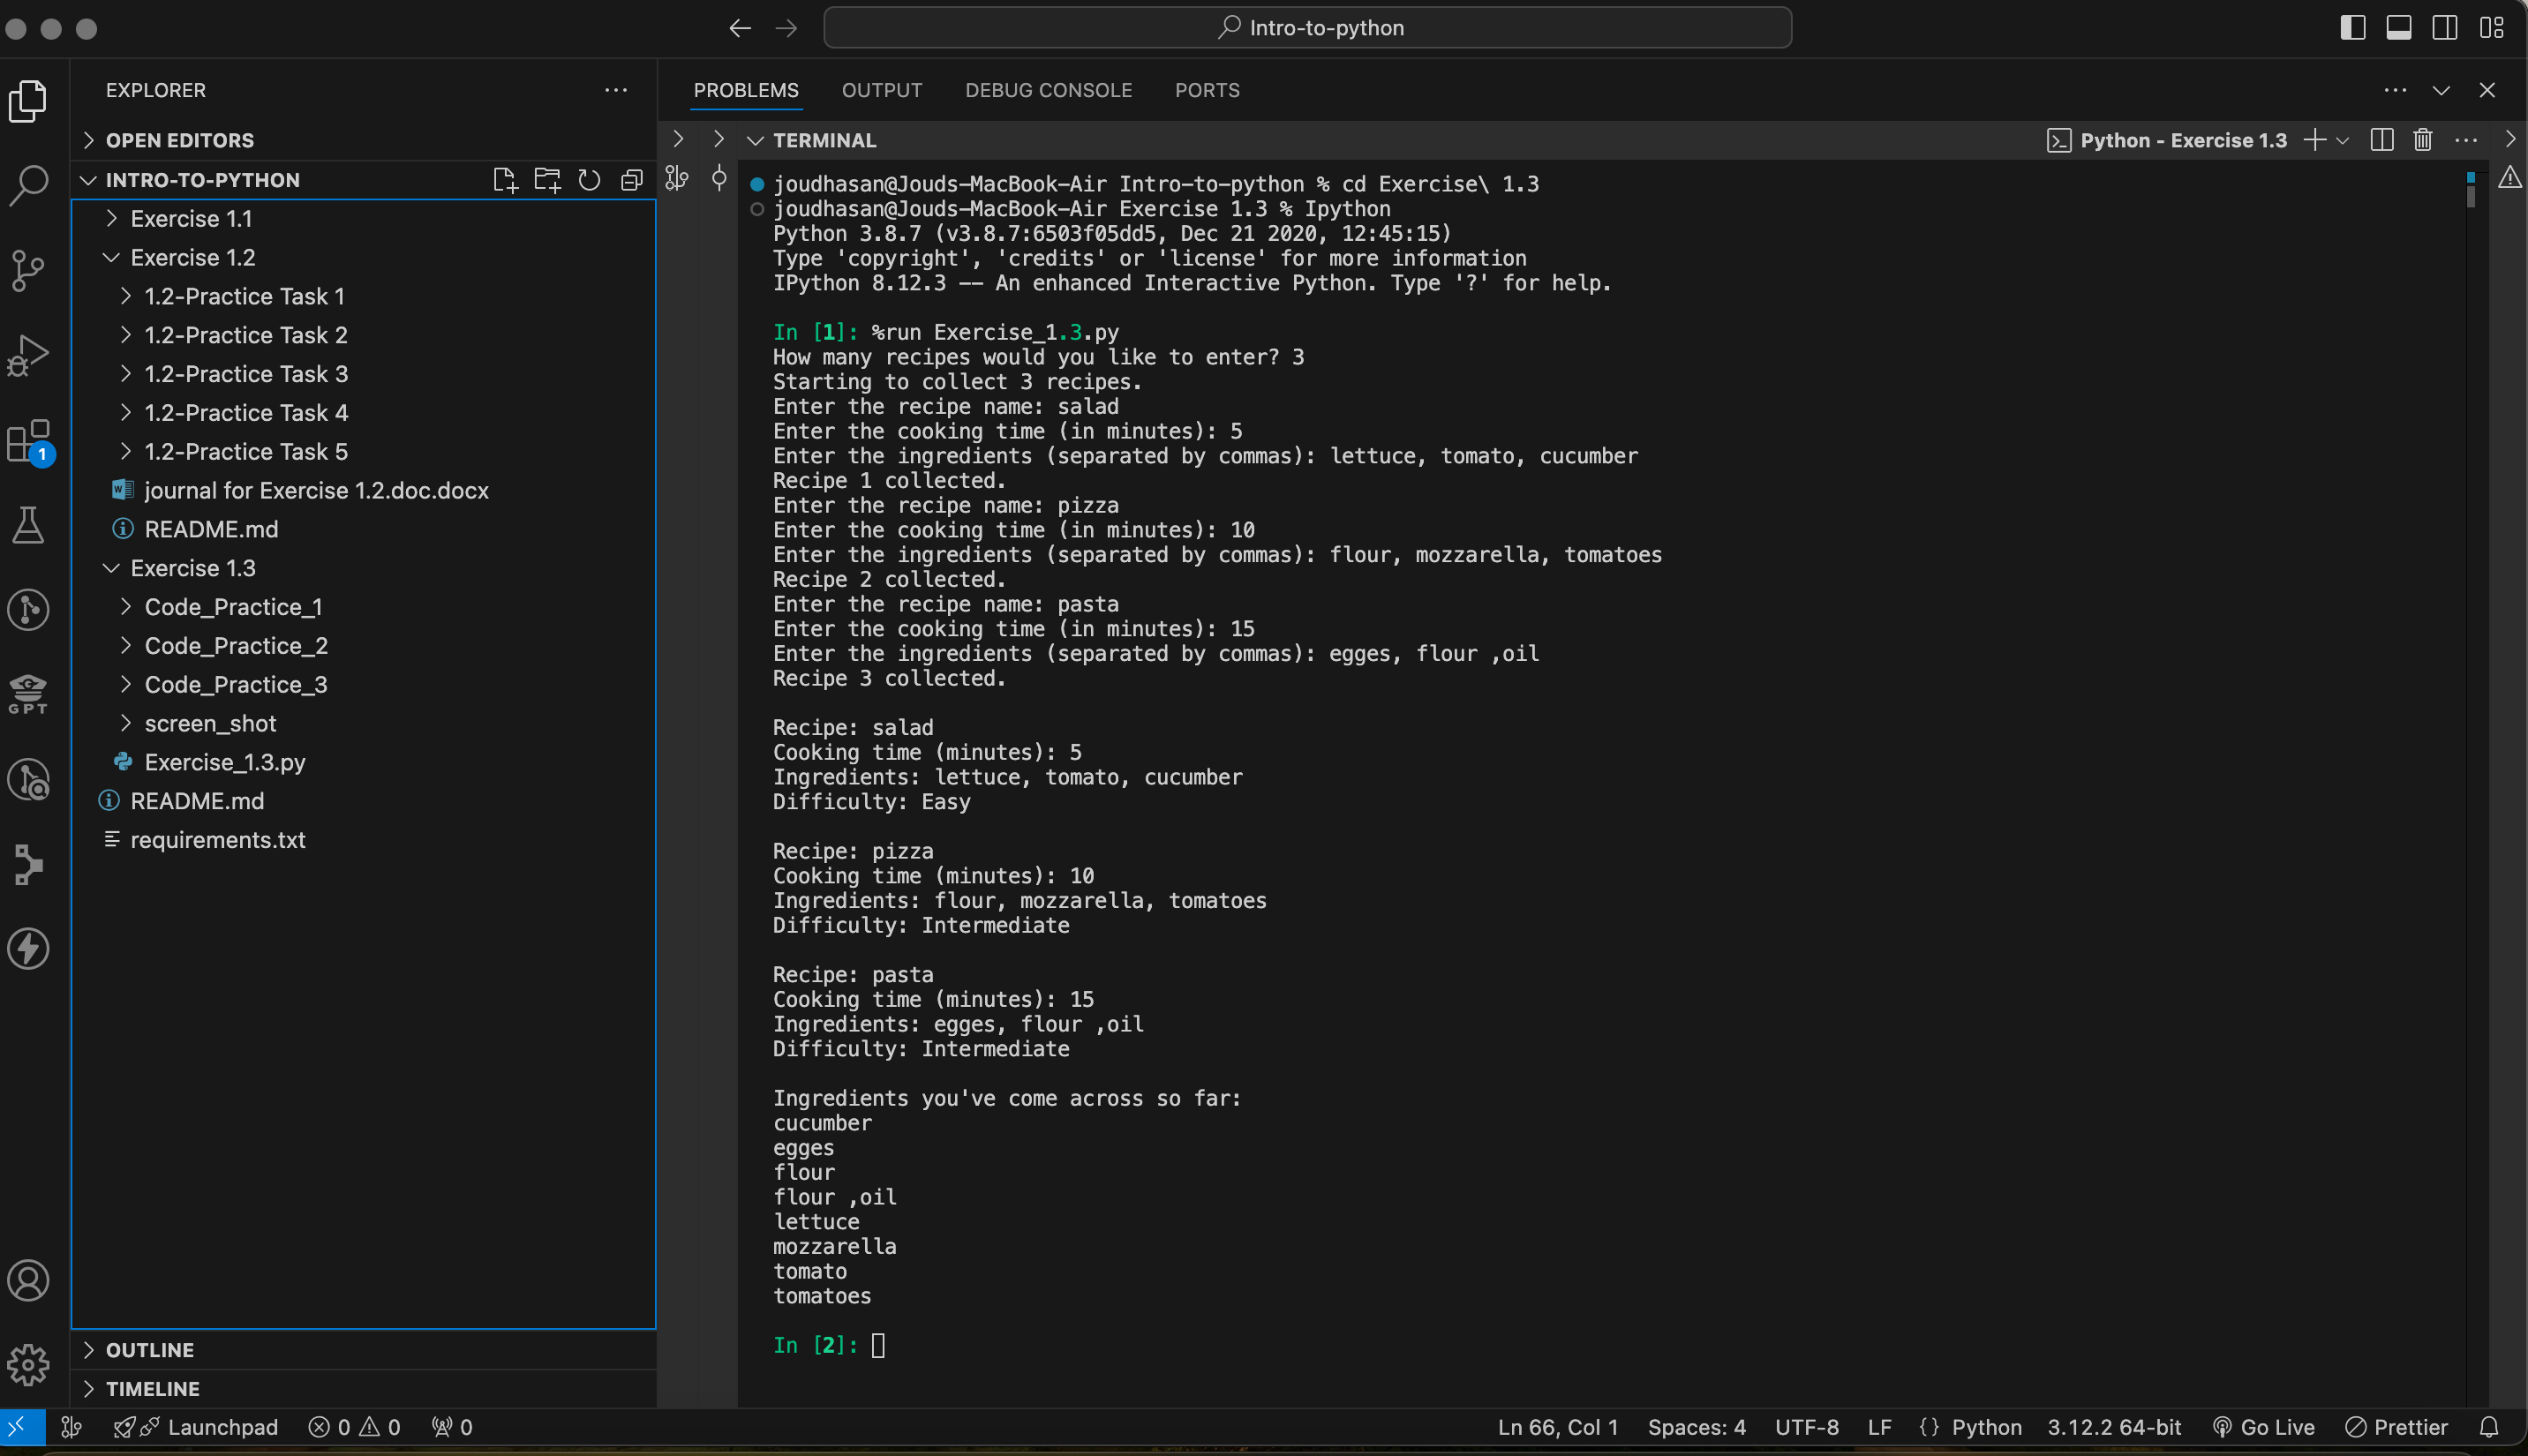 Intro-to-python
EXPLORER
OPEN EDITORS
INTRO-TO-PYTHON
Exercise 1.1
Exercise 1.2
1.2-Practice Task 1
1.2-Practice Task 2
1.2-Practice Task 3
1.2-Practice Task 4
1.2-Practice Task 5
journal for Exercise 1.2.doc.docx
README.md
Exercise 1.3
Code_Practice_1
Code_Practice_2
Code_Practice_3
screen_shot
Exercise_1.3.py
README.md
requirements.txt
OUTLINE
TIMELINE
1
GPT
PROBLEMS OUTPUT DEBUG CONSOLE PORTS
TERMINAL
Python - Exercise 1.3
joudhasan@Jouds-MacBook-Air Intro-to-python % cd Exercise\ 1.3
joudhasan@Jouds-MacBook-Air Exercise 1.3 % Ipython
Python 3.8.7 (v3.8.7:6503f05dd5, Dec 21 2020, 12:45:15)
Type 'copyright', 'credits' or 'license' for more information
IPython 8.12.3 -- An enhanced Interactive Python. Type '?' for help.
In [1]: %run Exercise_1.3.py
How many recipes would you like to enter? 3
Starting to collect 3 recipes.
Enter the recipe name: salad
Enter the cooking time (in minutes): 5
Enter the ingredients (separated by commas): lettuce, tomato, cucumber
Recipe 1 collected.
Enter the recipe name: pizza
Enter the cooking time (in minutes): 10
Enter the ingredients (separated by commas): flour, mozzarella, tomatoes
Recipe 2 collected.
Enter the recipe name: pasta
Enter the cooking time (in minutes): 15
Enter the ingredients (separated by commas): egges, flour ,oil
Recipe 3 collected.
Recipe: salad
Cooking time (minutes): 5
Ingredients: lettuce, tomato, cucumber
Difficulty: Easy
Recipe: pizza
Cooking time (minutes): 10
Ingredients: flour, mozzarella, tomatoes
Difficulty: Intermediate
Recipe: pasta
Cooking time (minutes): 15
Ingredients: egges, flour ,oil
Difficulty: Intermediate
Ingredients you've come across so far:
cucumber
egges
flour
flour ,oil
lettuce
mozzarella
tomato
tomatoes
In [2]:
Launchpad 0 0 0 Ln 66, Col 1 Spaces: 4 UTF-8 LF {} Python 3.12.2 64-bit Go Live Prettier